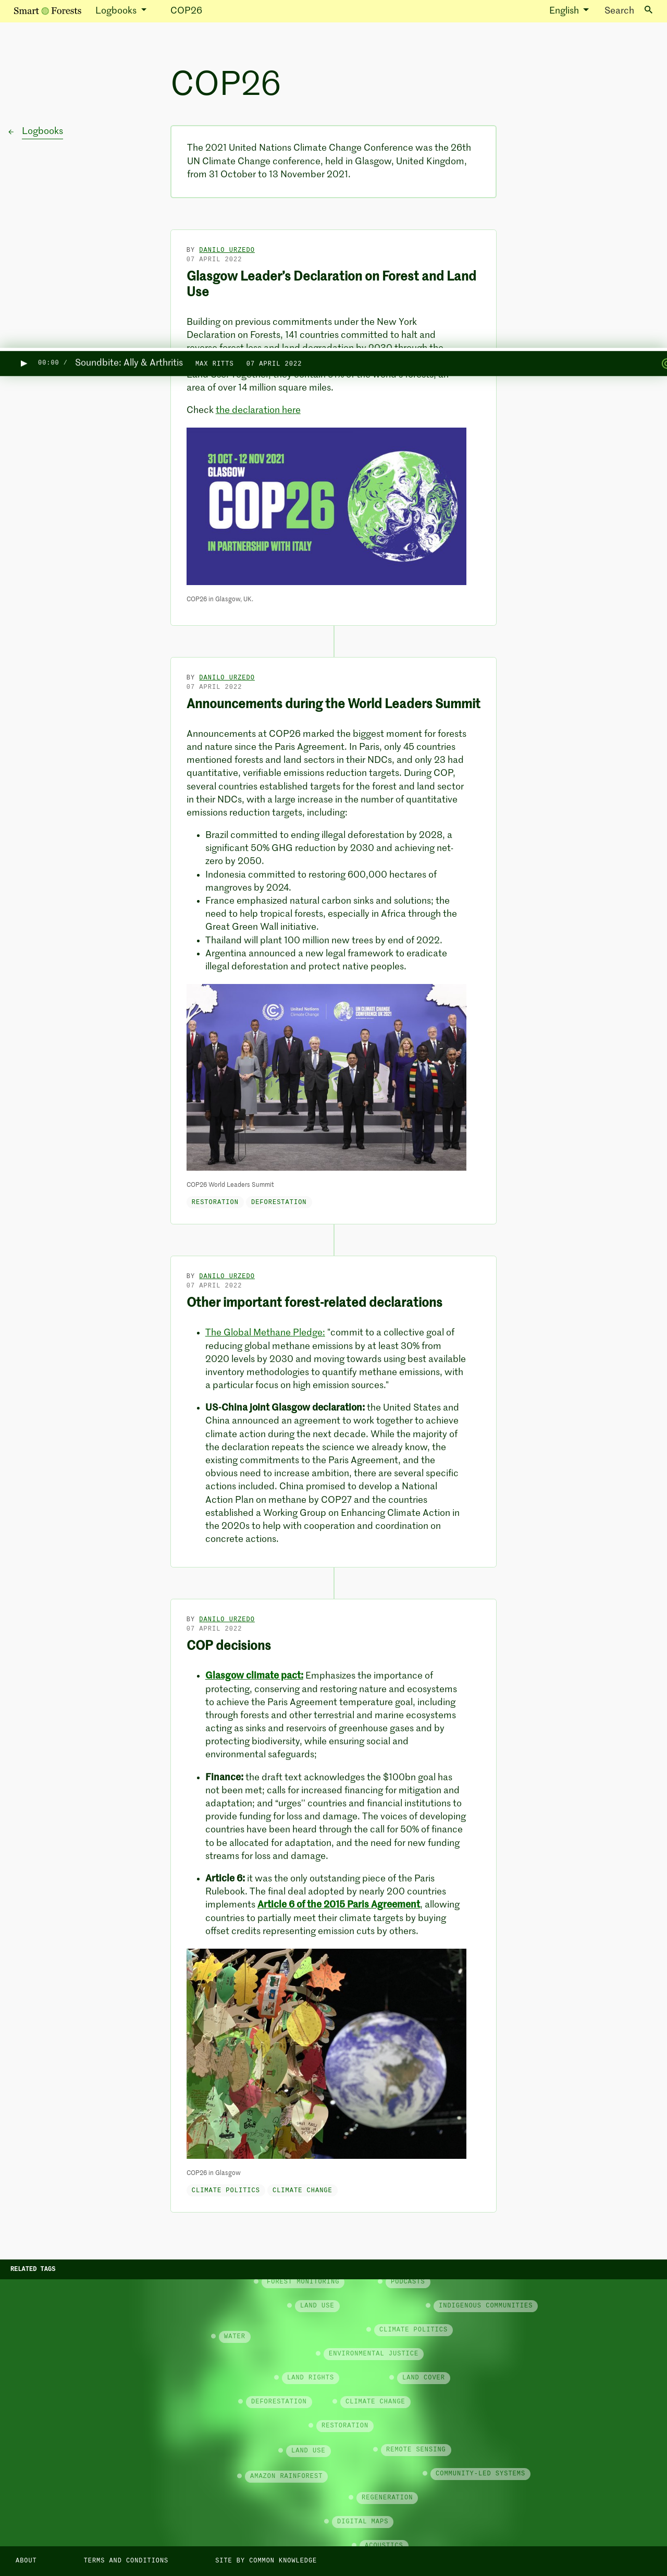 Smart Forests Logbooks COP26 English Search
COP26
← Logbooks
The 2021 United Nations Climate Change Conference was the 26th
UN Climate Change conference, held in Glasgow, United Kingdom,
from 31 October to 13 November 2021.
BY DANILO URZEDO
07 APRIL 2022
Glasgow Leader's Declaration on Forest and Land
Use
Building on previous commitments under the New York
Declaration on Forests, 141 countries committed to halt and
00:00 / Soundbite: Ally & Arthritis MAX RITTS 07 APRIL 2022
area of over 14 million square miles.
Check the declaration here
31 OCT - 12 NOV 2021
GLASGOW
COP26
IN PARTNERSHIP WITH ITALY
COP26 in Glasgow, UK.
BY DANILO URZEDO
07 APRIL 2022
Announcements during the World Leaders Summit
Announcements at COP26 marked the biggest moment for forests
and nature since the Paris Agreement. In Paris, only 45 countries
mentioned forests and land sectors in their NDCs, and only 23 had
quantitative, verifiable emissions reduction targets. During COP,
several countries established targets for the forest and land sector
in their NDCs, with a large increase in the number of quantitative
emissions reduction targets, including:
• Brazil committed to ending illegal deforestation by 2028, a
significant 50% GHG reduction by 2030 and achieving net-
zero by 2050.
• Indonesia committed to restoring 600,000 hectares of
mangroves by 2024.
• France emphasized natural carbon sinks and solutions; the
need to help tropical forests, especially in Africa through the
Great Green Wall initiative.
• Thailand will plant 100 million new trees by end of 2022.
• Argentina announced a new legal framework to eradicate
illegal deforestation and protect native peoples.
United Nations
Climate Change
UN CLIMATE CHANGE
CONFERENCE UK 2021
COP26 World Leaders Summit
RESTORATION DEFORESTATION
BY DANILO URZEDO
07 APRIL 2022
Other important forest-related declarations
• The Global Methane Pledge: "commit to a collective goal of
reducing global methane emissions by at least 30% from
2020 levels by 2030 and moving towards using best available
inventory methodologies to quantify methane emissions, with
a particular focus on high emission sources."
• US-China joint Glasgow declaration: the United States and
China announced an agreement to work together to achieve
climate action during the next decade. While the majority of
the declaration repeats the science we already know, the
existing commitments to the Paris Agreement, and the
obvious need to increase ambition, there are several specific
actions included. China promised to develop a National
Action Plan on methane by COP27 and the countries
established a Working Group on Enhancing Climate Action in
the 2020s to help with cooperation and coordination on
concrete actions.
BY DANILO URZEDO
07 APRIL 2022
COP decisions
• Glasgow climate pact: Emphasizes the importance of
protecting, conserving and restoring nature and ecosystems
to achieve the Paris Agreement temperature goal, including
through forests and other terrestrial and marine ecosystems
acting as sinks and reservoirs of greenhouse gases and by
protecting biodiversity, while ensuring social and
environmental safeguards;
• Finance: the draft text acknowledges the $100bn goal has
not been met; calls for increased financing for mitigation and
adaptation; and "urges" countries and financial institutions to
provide funding for loss and damage. The voices of developing
countries have been heard through the call for 50% of finance
to be allocated for adaptation, and the need for new funding
streams for loss and damage.
• Article 6: it was the only outstanding piece of the Paris
Rulebook. The final deal adopted by nearly 200 countries
implements Article 6 of the 2015 Paris Agreement, allowing
countries to partially meet their climate targets by buying
offset credits representing emission cuts by others.
COP26 in Glasgow
CLIMATE POLITICS CLIMATE CHANGE
RELATED TAGS
FOREST MONITORING PODCASTS
LAND USE INDIGENOUS COMMUNITIES
CLIMATE POLITICS
WATER
ENVIRONMENTAL JUSTICE
LAND RIGHTS LAND COVER
DEFORESTATION CLIMATE CHANGE
RESTORATION
LAND USE REMOTE SENSING
AMAZON RAINFOREST COMMUNITY-LED SYSTEMS
REGENERATION
DIGITAL MAPS
ACOUSTICS
ABOUT TERMS AND CONDITIONS SITE BY COMMON KNOWLEDGE